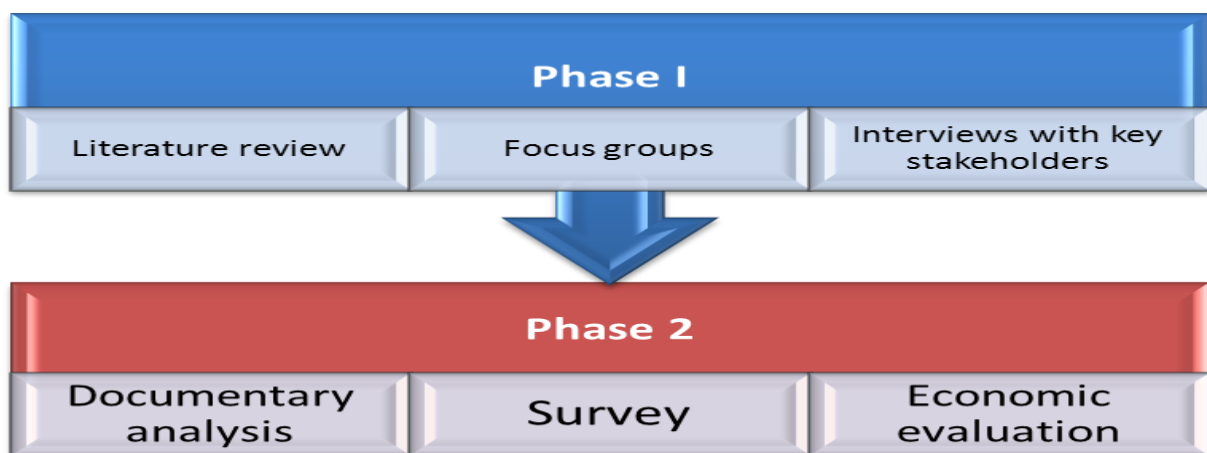 Phase I
Literature review
Focus groups
Interviews with key
stakeholders
Phase 2
Documentary
analysis
Survey
Economic
evaluation